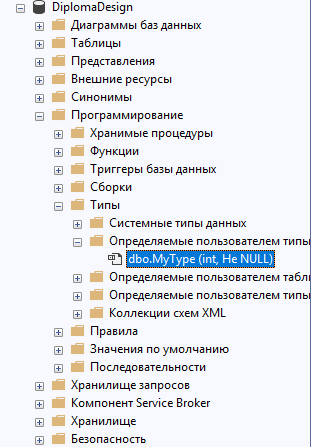 DiplomaDesign
Диаграммы баз данных
Таблицы
Представления
Внешние ресурсы
Синонимы
Программирование
Хранимые процедуры
Функции
Триггеры базы данных
Сборки
Типы
Системные типы данных
Определяемые пользователем типы
dbo.MyType (int, Не NULL)
Определяемые пользователем табл
Определяемые пользователем типы
Коллекции схем XML
Правила
Значения по умолчанию
Последовательности
Хранилище запросов
Компонент Service Broker
Хранилище
Безопасность